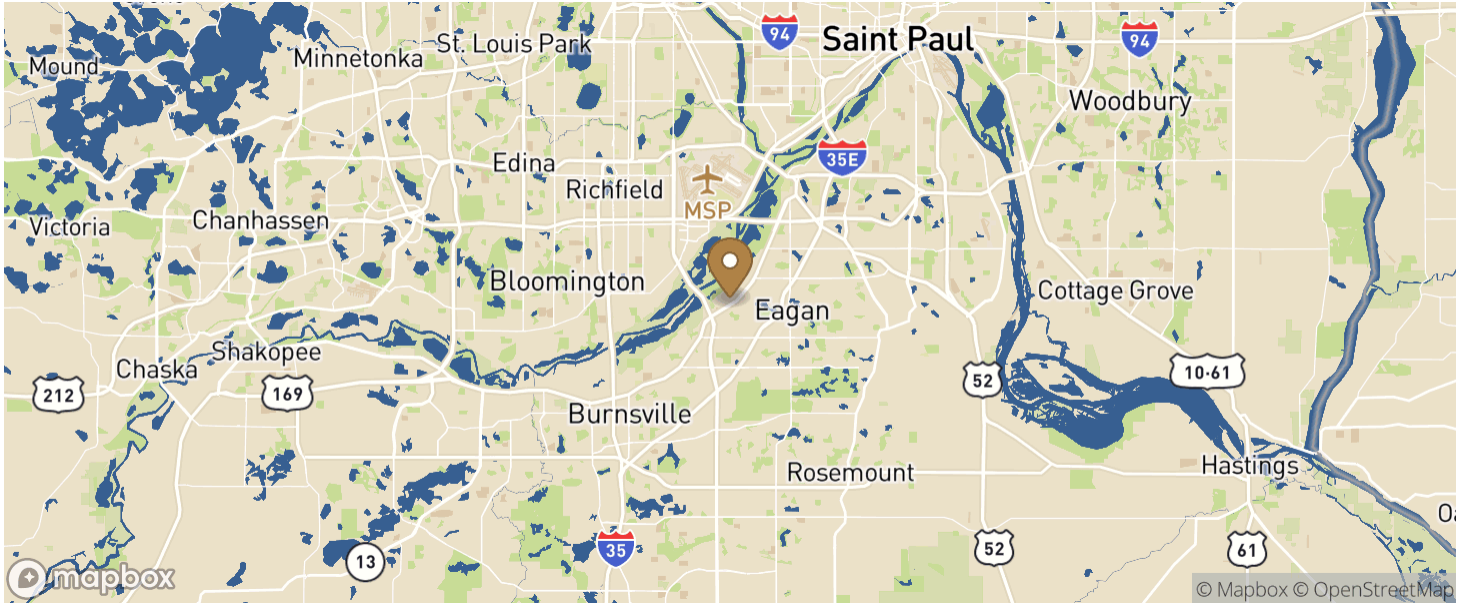 94
Saint Paul
94
St. Louis Park
Minnetonka
Mound
Woodbury
Edina
35E
Richfield
MSP
Chanhassen
Victoria
Bloomington
Cottage Grove
Eagan
Shakopee
Chaska
10·61
52
212
169
Burnsville
Hastings
Rosemount
35
52
61
13
mapbox
© Mapbox © OpenStreetMap